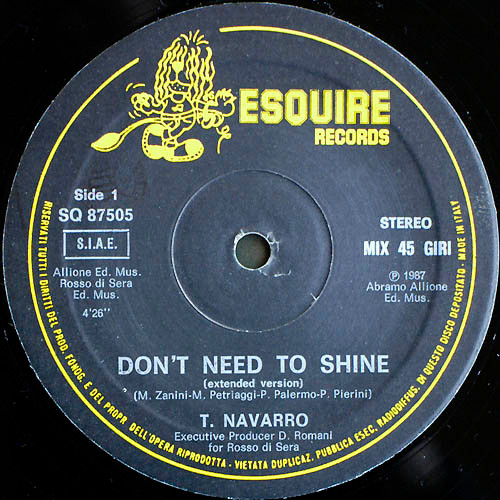 ESQUIRE
RECORDS
Side 1
SQ 87505
S.I.A.E.
Allione Ed. Mus.
Rosso di Sera
Ed. Mus.
4'26''
STEREO
MIX 45 GIRI
℗ 1987
Abramo Allione
Ed. Mus.
DON'T NEED TO SHINE
(extended version)
(M. Zanini-M. Petriaggi-P. Palermo-P. Pierini)
T. NAVARRO
Executive Producer D. Romani
for Rosso di Sera
RISERVATI TUTTI I DIRITTI DEL PROD. FONOG. E DEL PROPR. DELL'OPERA RIPRODOTTA - VIETATA DUPLICAZ. PUBBLICA ESEC. RADIODIFFUS. DI QUESTO DISCO DEPOSITATO - MADE IN ITALY